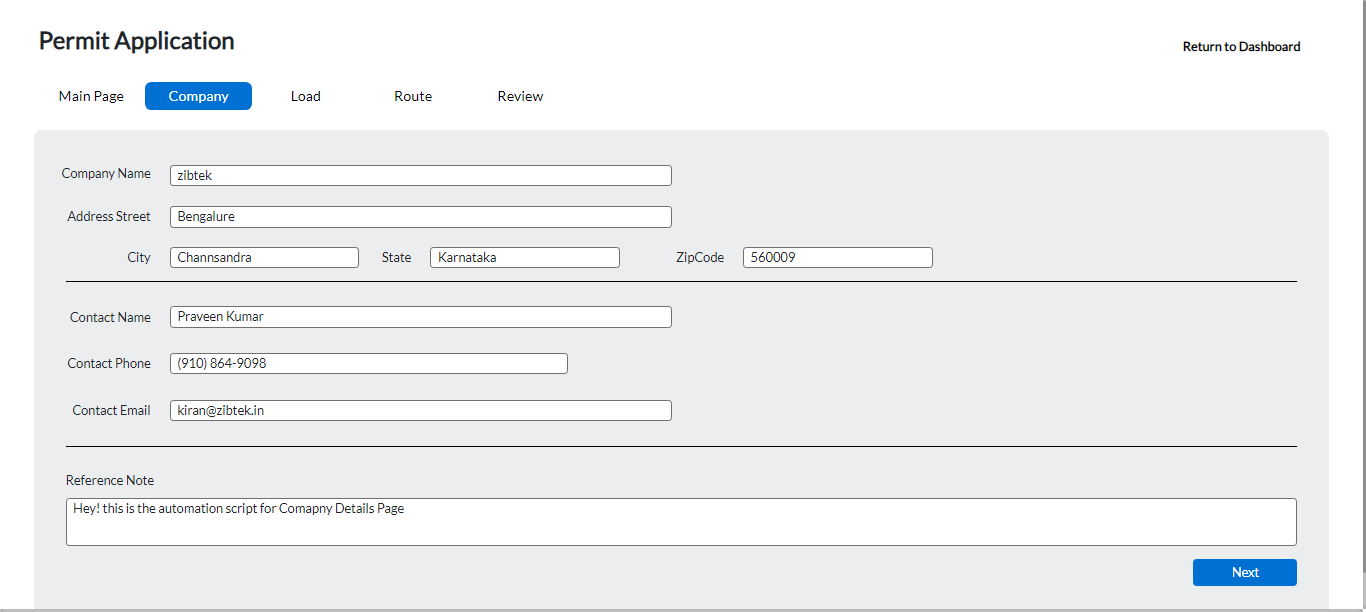 Permit Application
Return to Dashboard
Main Page Company Load Route Review
Company Name zibtek
Address Street Bengalure
City Channsandra State Karnataka ZipCode 560009
Contact Name Praveen Kumar
Contact Phone (910) 864-9098
Contact Email kiran@zibtek.in
Reference Note
Hey! this is the automation script for Comapny Details Page
Next